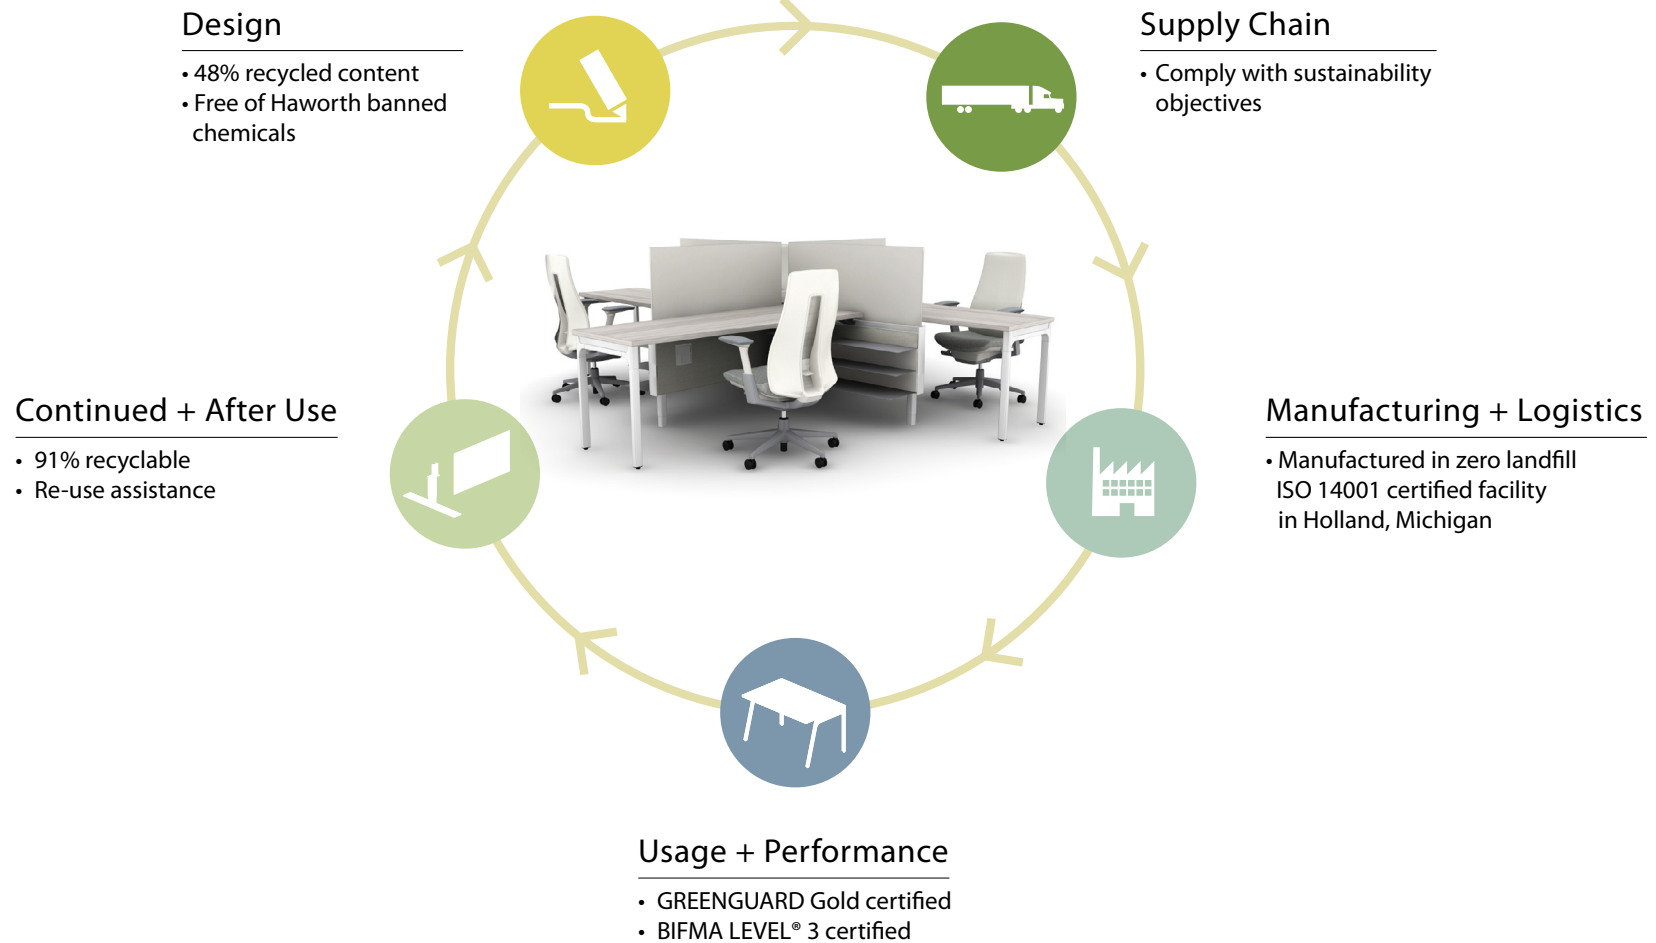 Design
• 48% recycled content
• Free of Haworth banned
chemicals
Supply Chain
• Comply with sustainability
objectives
Continued + After Use
• 91% recyclable
• Re-use assistance
Manufacturing + Logistics
• Manufactured in zero landfill
ISO 14001 certified facility
in Holland, Michigan
Usage + Performance
• GREENGUARD Gold certified
• BIFMA LEVEL® 3 certified